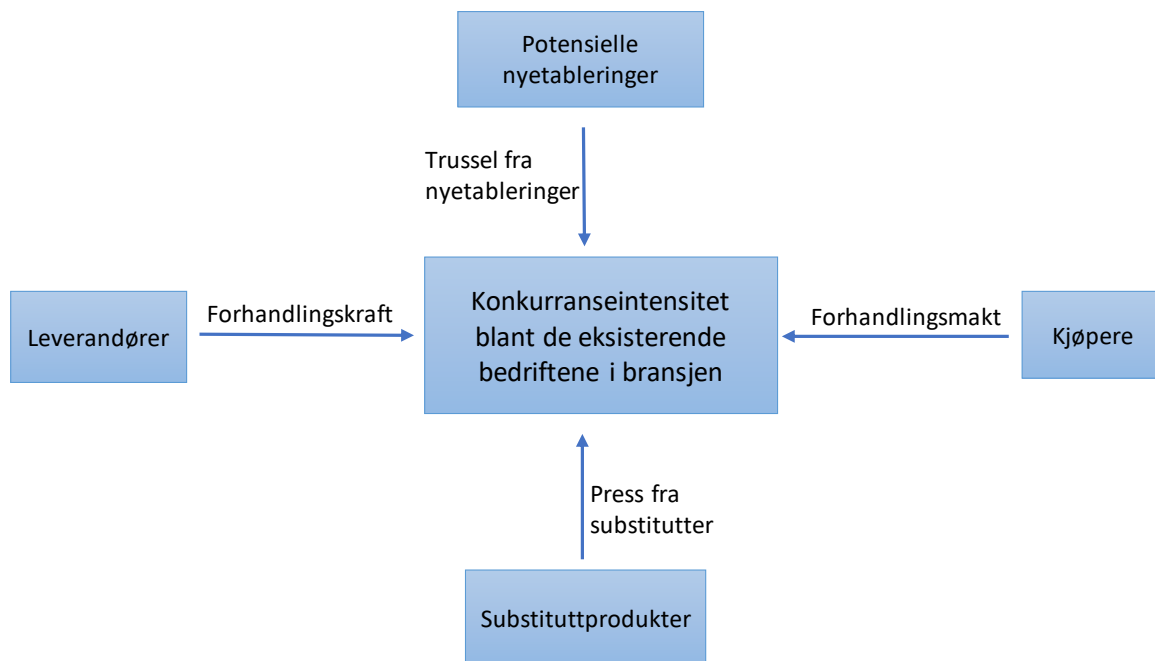 Potensielle
nyetableringer
Trussel fra
nyetableringer
Leverandører
Forhandlingskraft
Konkurranseintensitet
blant de eksisterende
bedriftene i bransjen
Forhandlingsmakt
Kjøpere
Press fra
substitutter
Substituttprodukter